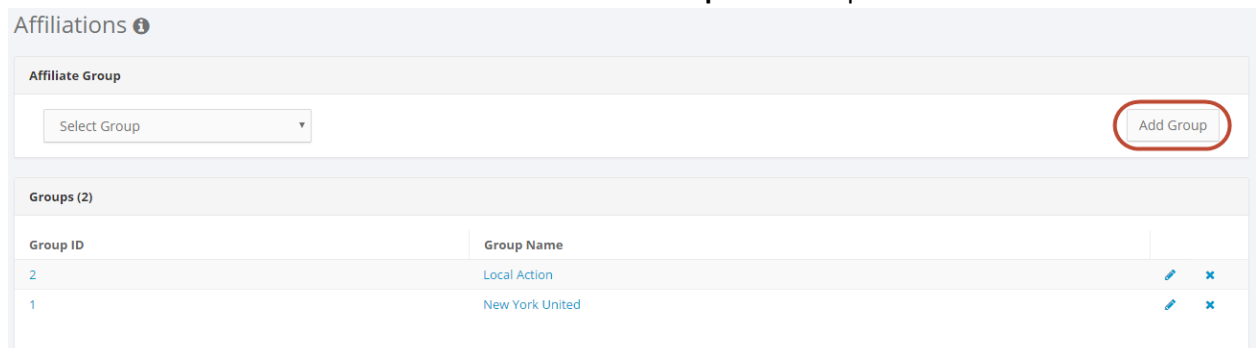 Affiliations
Affiliate Group
Select Group
Add Group
Groups (2)
Group ID Group Name
2 Local Action
1 New York United